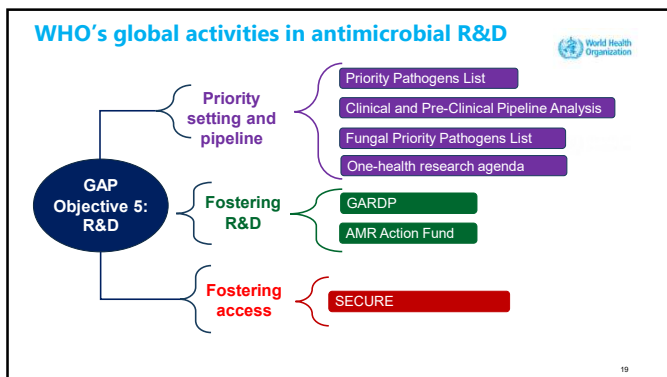 WHO's global activities in antimicrobial R&D
World Health
Organization
GAP
Objective 5:
R&D
Priority
setting and
pipeline
Priority Pathogens List
Clinical and Pre-Clinical Pipeline Analysis
Fungal Priority Pathogens List
One-health research agenda
Fostering
R&D
GARDP
AMR Action Fund
Fostering
access
SECURE
19